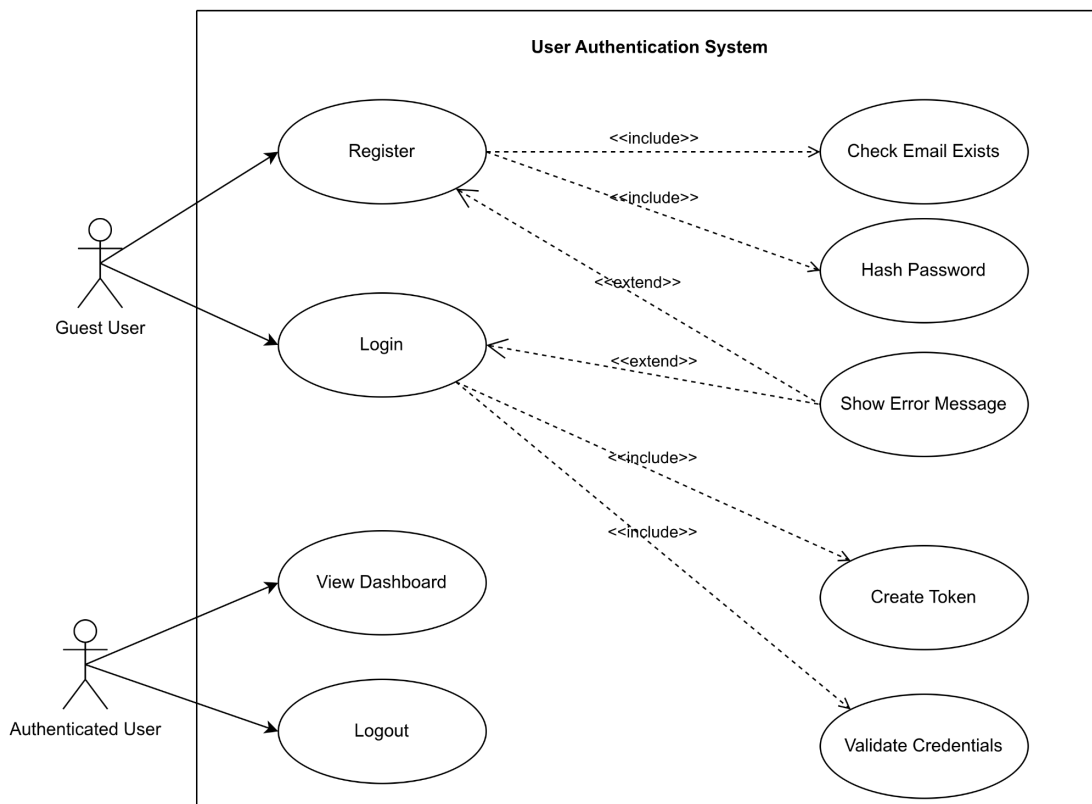 User Authentication System
Register
<<include>>
Check Email Exists
<<include>>
Hash Password
<<extend>>
Guest User
Login
<<extend>>
Show Error Message
<<include>>
<<include>>
View Dashboard
Create Token
Authenticated User
Logout
Validate Credentials